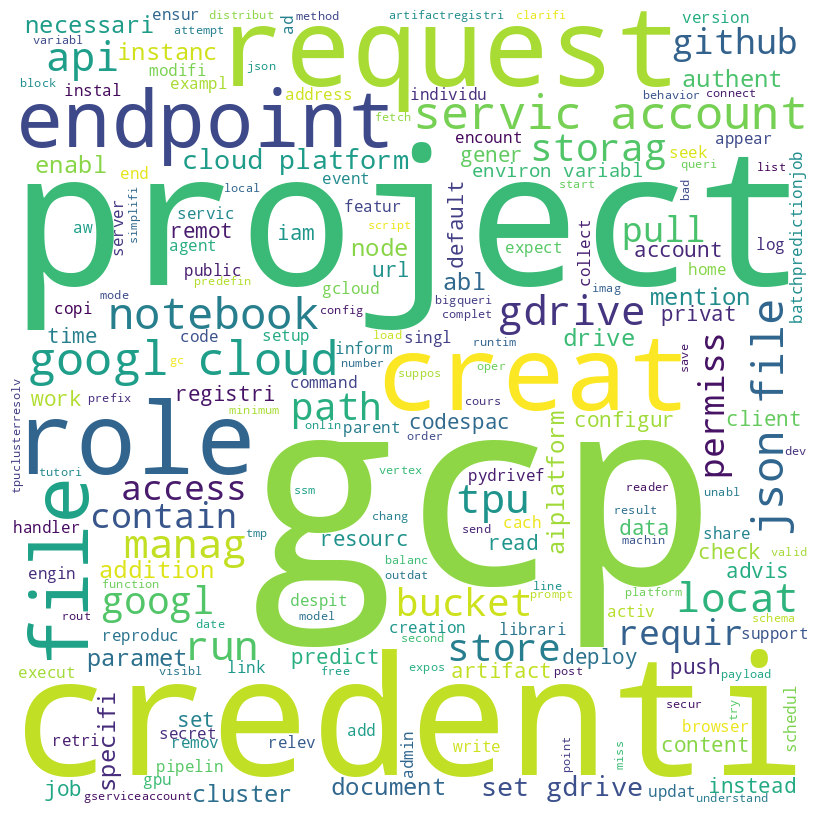 necessari
ensur
distribut
method
ad
artifactregistri
clarifi
version
variabl
attempt
request
github
api
instanc
json
block
instal
modifi
exampl
address
individu
authent
behavior
connect
endpoint
fetch
servic account
encount
appear
enabl
end
cloud platform
gener
storag
seek
queri
list
environ variabl
project
aw
server
simplifi
local
event
start
bad
servic
featur
default
expect
collect
batchpredictionjob
remot
iam
script
node
pull
account
log
agent
public
predefin
gcloud
url
abl
bigqueri
complet
imag
home
mention
copi
mode
config
notebook
gdrive
privat
time
code
setup
singl
drive
googl cloud
gc
load
inform
number
runtim
creat
save
json file
work
prefix
registri
command
suppos
oper
path
cours
permiss
minimum
onlin
parent
codespac
order
configur
client
dev
role
tpuclusterresolv
tutori
access
ssm
vertex
pydrivef
aiplatform
reader
unabl
file
gcp
tpu
result
handler
contain
tmp
chang
send
cach
data
share
manag
resourc
read
machin
check
valid
engin
addition
balanc
outdat
line
platform
advis
function
googl
despit
bucket
prompt
activ
schema
locat
rout
date
model
creation
librari
reproduc
run
second
store
requir
support
paramet
free
predict
deploy
execut
visibl
link
expos
artifact
post
push
payload
credenti
try
schedul
specifi
set
add
secur
browser
retri
secret
remov
relev
admin
write
point
miss
content
pipelin
job
gpu
gserviceaccount
cluster
document
set gdrive
updat
understand
instead